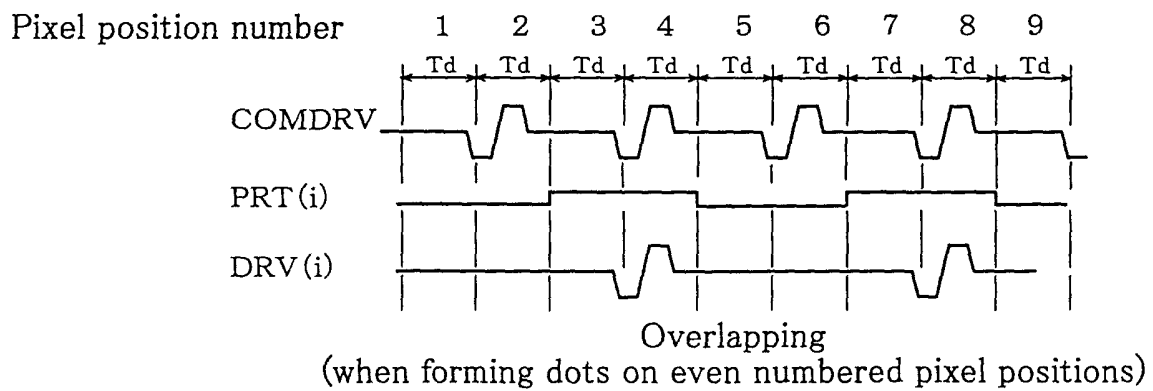 Pixel position number 1 2 3 4 5 6 7 8 9
Td Td Td Td Td Td Td Td Td
COMDRV
PRT(i)
DRV(i)
Overlapping
(when forming dots on even numbered pixel positions)